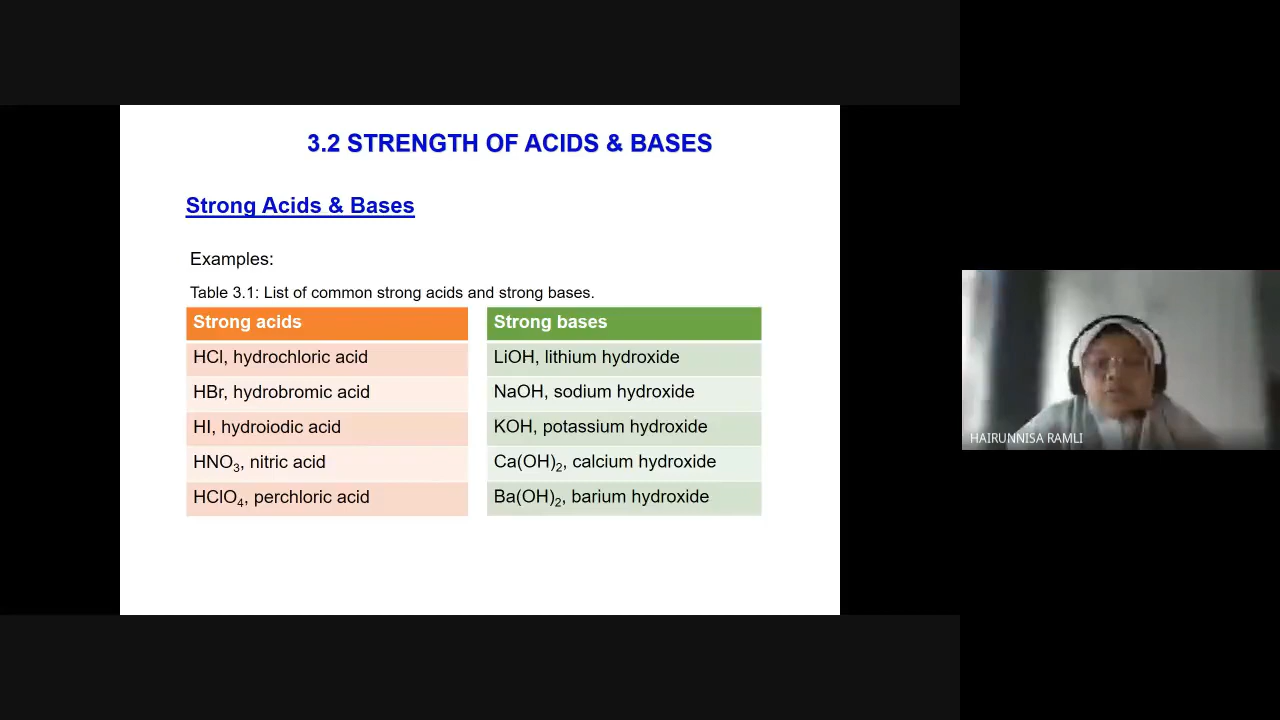 3.2 STRENGTH OF ACIDS & BASES
Strong Acids & Bases
Examples:
Table 3.1: List of common strong acids and strong bases.
Strong acids
HCl, hydrochloric acid
HBr, hydrobromic acid
HI, hydroiodic acid
HNO₃, nitric acid
HClO₄, perchloric acid
Strong bases
LiOH, lithium hydroxide
NaOH, sodium hydroxide
KOH, potassium hydroxide
Ca(OH)₂, calcium hydroxide
Ba(OH)₂, barium hydroxide
HAIRUNNISA RAMLI